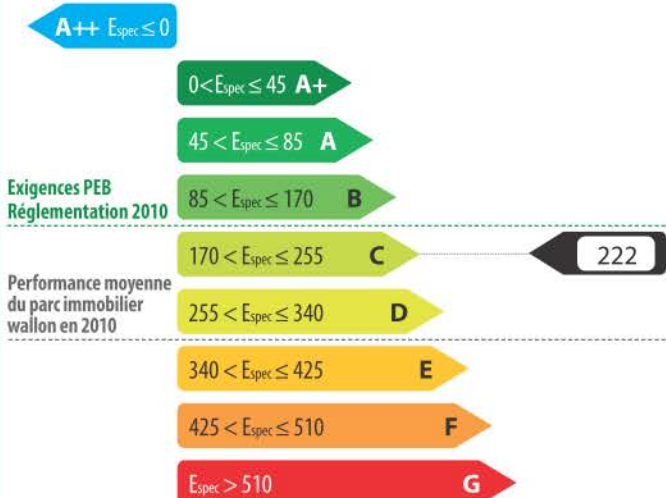 A++ Espec ≤ 0
0 < Espec ≤ 45 A+
45 < Espec ≤ 85 A
Exigences PEB
Réglementation 2010
85 < Espec ≤ 170 B
170 < Espec ≤ 255 C
222
Performance moyenne
du parc immobilier
wallon en 2010
255 < Espec ≤ 340 D
340 < Espec ≤ 425 E
425 < Espec ≤ 510 F
Espec > 510 G